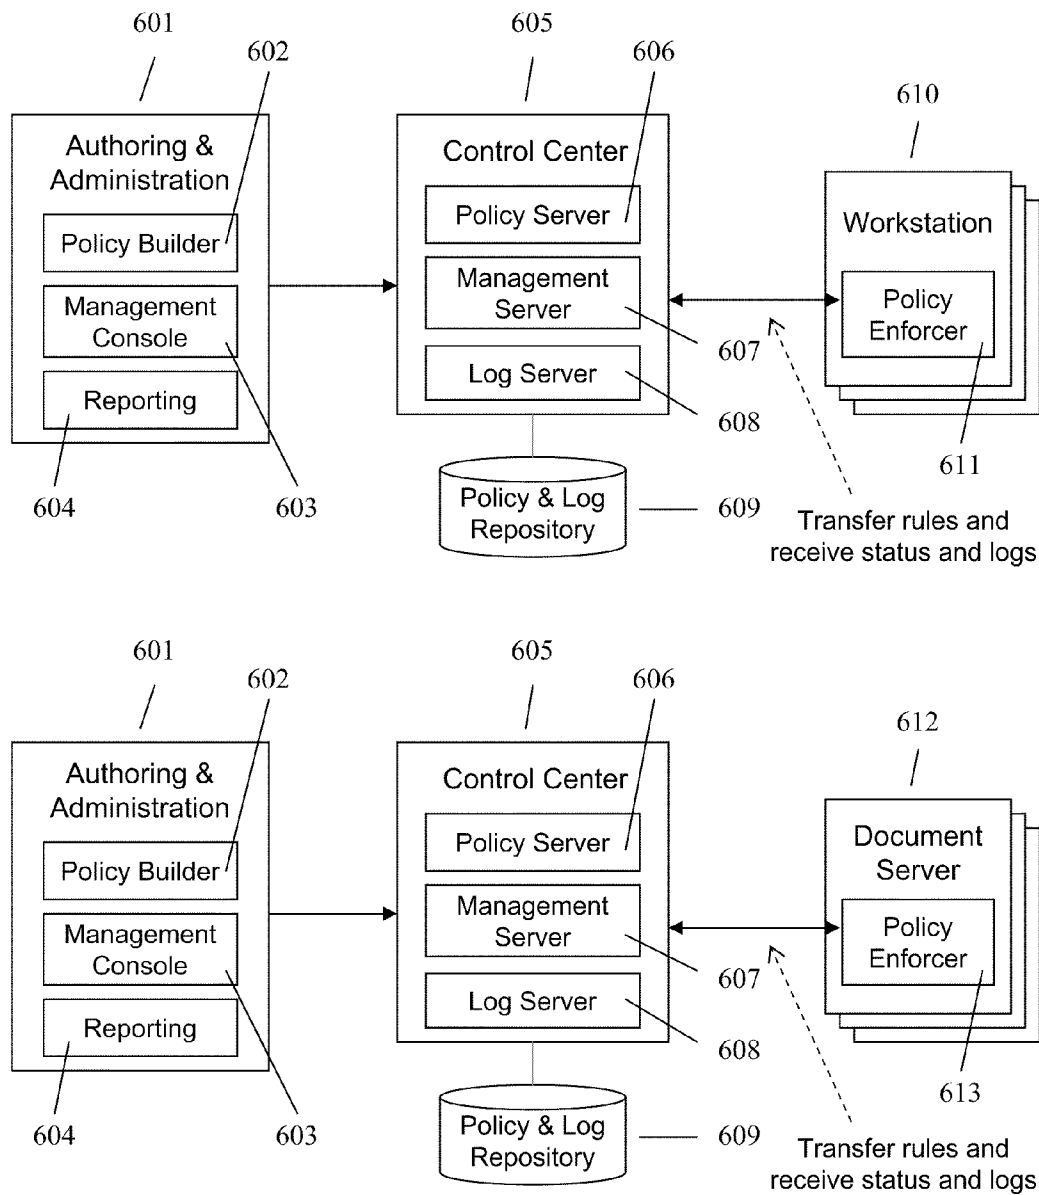 601
602
605
606
610
Authoring &
Administration
Policy Builder
Management
Console
Reporting
604
603
Control Center
Policy Server
Management
Server
Log Server
607
608
Policy & Log
Repository
609
Workstation
Policy
Enforcer
611
Transfer rules and
receive status and logs
601
602
605
606
612
Authoring &
Administration
Policy Builder
Management
Console
Reporting
604
603
Control Center
Policy Server
Management
Server
Log Server
607
608
Policy & Log
Repository
609
Document
Server
Policy
Enforcer
613
Transfer rules and
receive status and logs